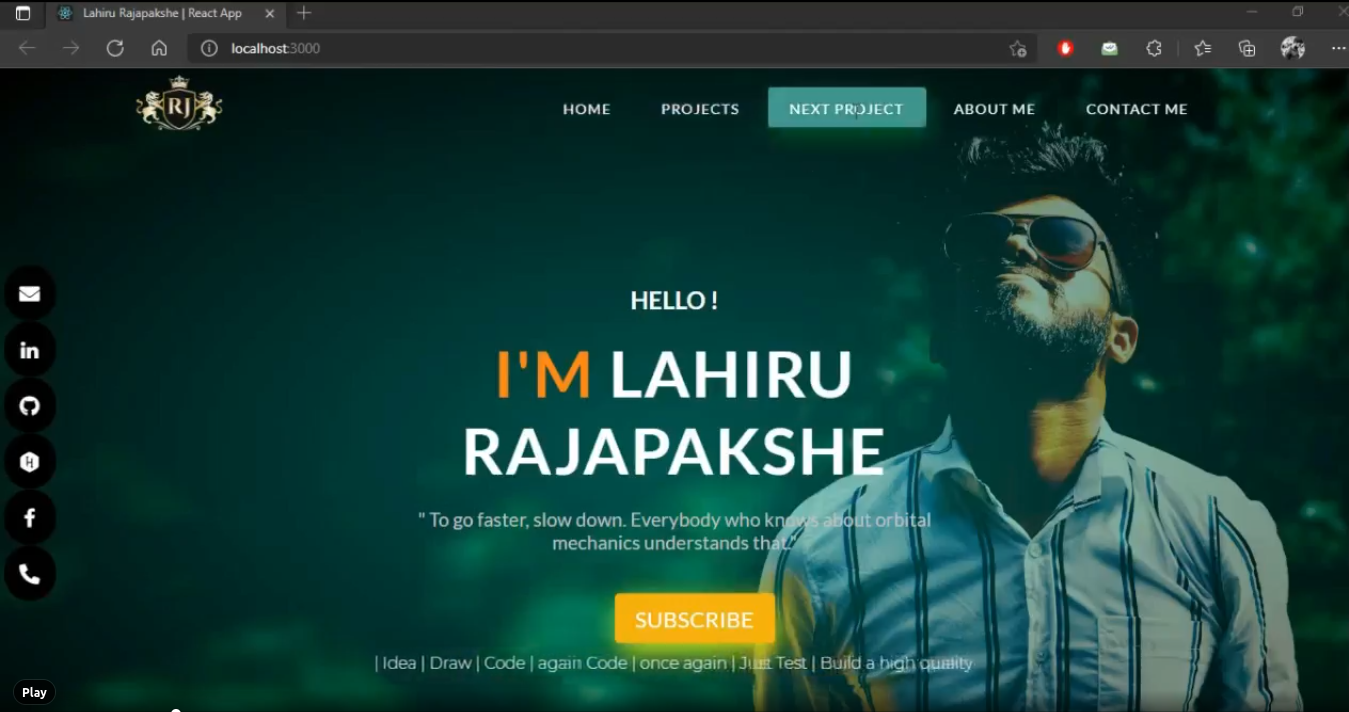 Lahiru Rajapakshe | React App
localhost:3000
RJ
HOME PROJECTS NEXT PROJECT ABOUT ME CONTACT ME
HELLO !
I'M LAHIRU
RAJAPAKSHE
" To go faster, slow down. Everybody who knows about orbital
mechanics understands that."
SUBSCRIBE
| Idea | Draw | Code | again Code | once again | Just Test | Build a high quality
Play